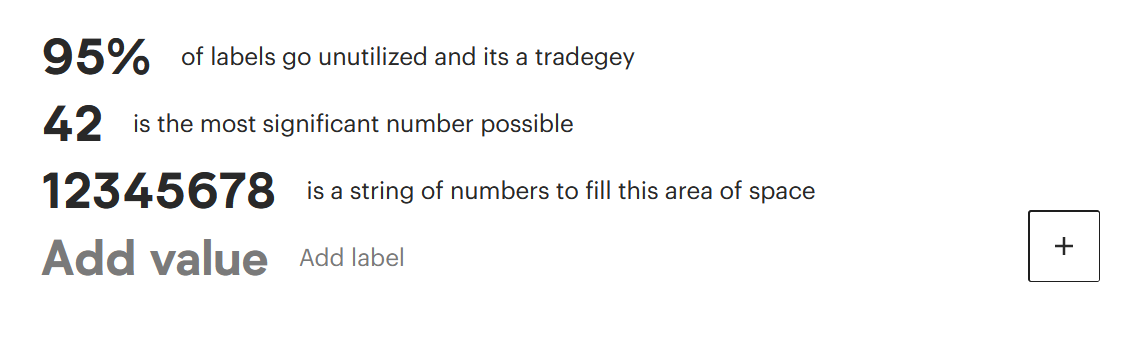 95% of labels go unutilized and its a tradegey
42 is the most significant number possible
12345678 is a string of numbers to fill this area of space
Add value Add label
+